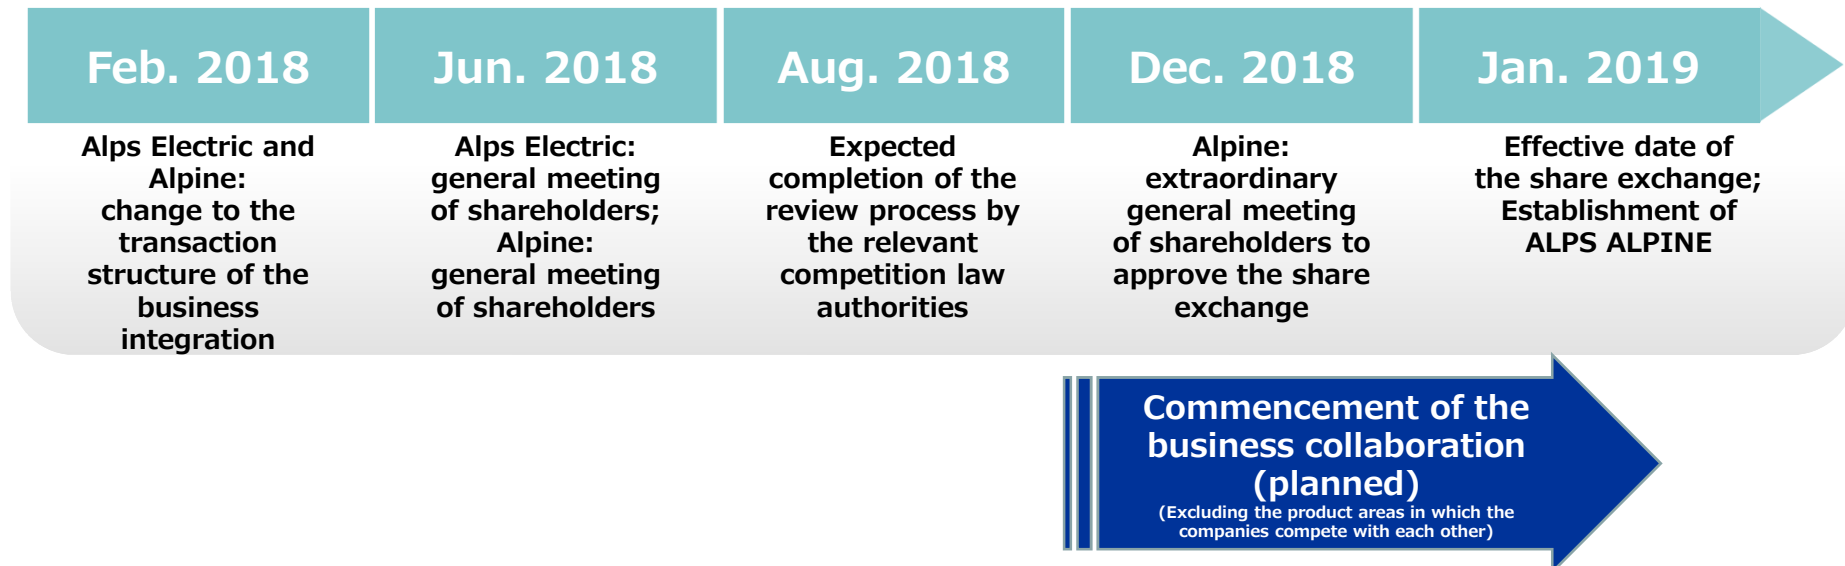 Feb. 2018
Jun. 2018
Aug. 2018
Dec. 2018
Jan. 2019
Alps Electric and
Alpine:
change to the
transaction
structure of the
business
integration
Alps Electric:
general meeting
of shareholders;
Alpine:
general meeting
of shareholders
Expected
completion of the
review process by
the relevant
competition law
authorities
Alpine:
extraordinary
general meeting
of shareholders to
approve the share
exchange
Effective date of
the share exchange;
Establishment of
ALPS ALPINE
Commencement of the
business collaboration
(planned)
(Excluding the product areas in which the
companies compete with each other)